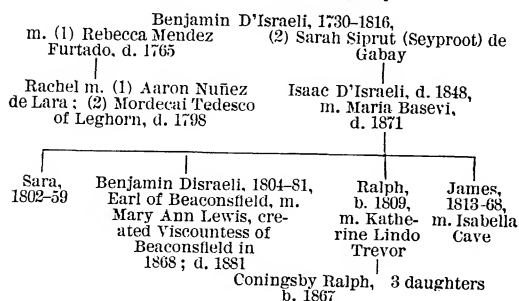 Benjamin D'Israeli, 1730-1816,
m. (1) Rebecca Mendez
Furtado, d. 1765
(2) Sarah Siprut (Seyproot) de
Gabay
Rachel m. (1) Aaron Nuñez
de Lara; (2) Mordecai Tedesco
of Leghorn, d. 1798
Isaac D'Israeli, d. 1848,
m. Maria Basevi,
d. 1871
Sara,
1802-59
Benjamin Disraeli, 1804-81,
Earl of Beaconsfield, m.
Mary Ann Lewis, cre-
ated Viscountess of
Beaconsfield in
1868; d. 1881
Ralph,
b. 1809,
m. Kathe-
rine Lindo
Trevor
James,
1813-68,
m. Isabella
Cave
Coningsby Ralph,
b. 1867
3 daughters